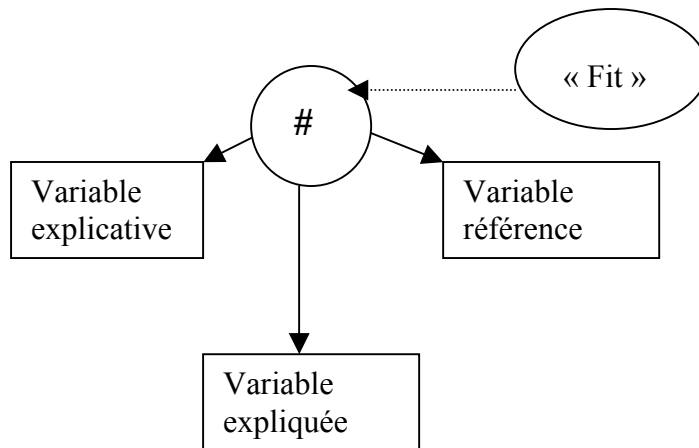 « Fit »
#
Variable
explicative
Variable
référence
Variable
expliquée